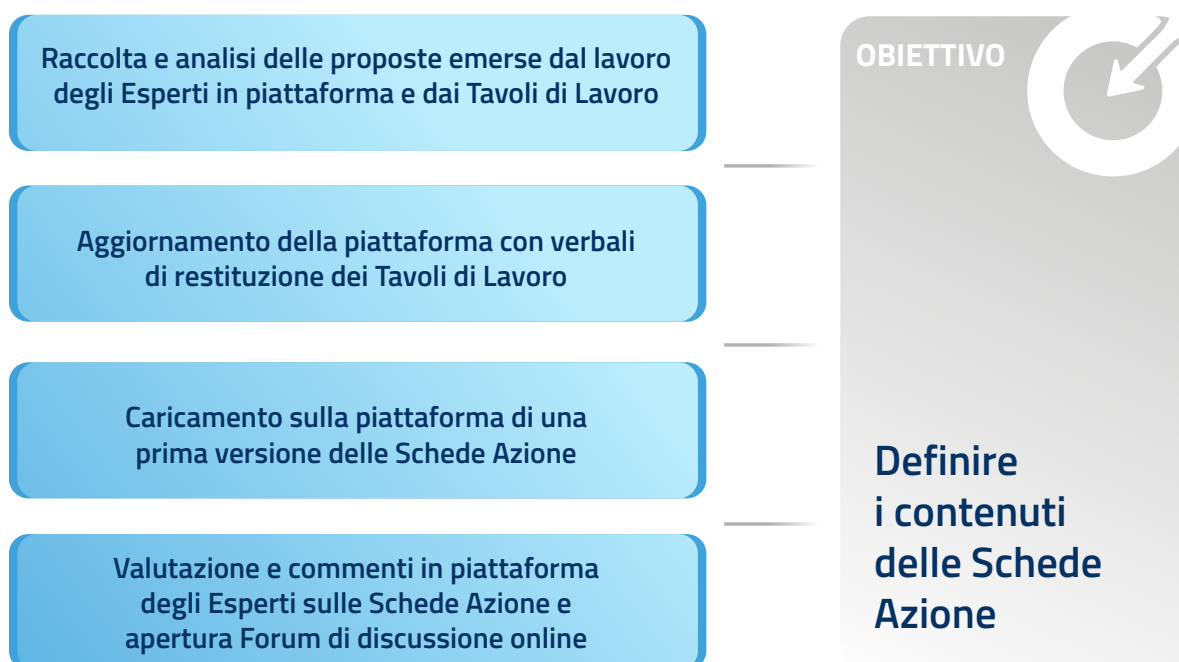 Raccolta e analisi delle proposte emerse dal lavoro
degli Esperti in piattaforma e dai Tavoli di Lavoro
Aggiornamento della piattaforma con verbali
di restituzione dei Tavoli di Lavoro
Caricamento sulla piattaforma di una
prima versione delle Schede Azione
Valutazione e commenti in piattaforma
degli Esperti sulle Schede Azione e
apertura Forum di discussione online
OBIETTIVO
Definire
i contenuti
delle Schede
Azione